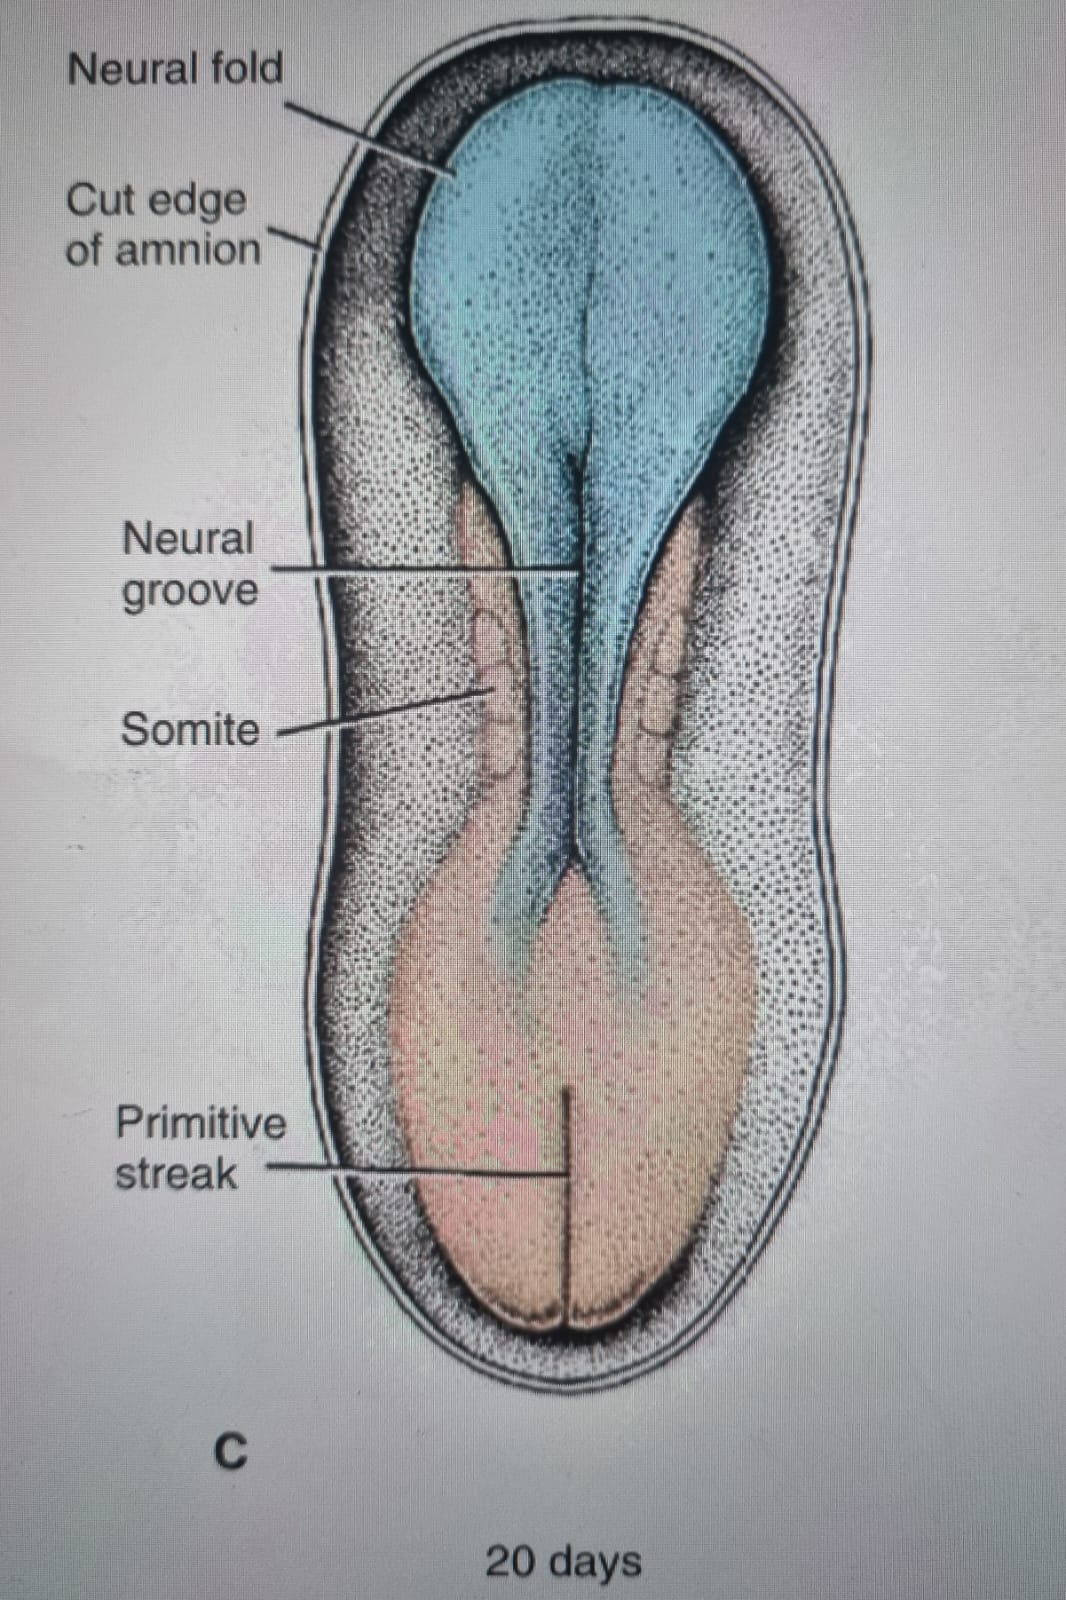 Neural fold
Cut edge
of amnion
Neural
groove
Somite
Primitive
streak
C
20 days